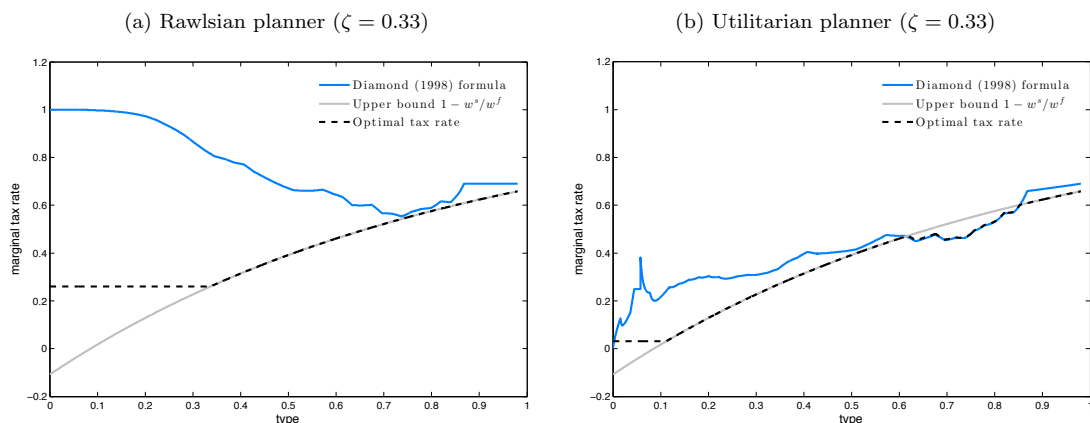 (a) Rawlsian planner (ζ = 0.33)
1.2
1
0.8
0.6
0.4
0.2
0
−0.2
marginal tax rate
Diamond (1998) formula
Upper bound 1 − w^s/w^f
Optimal tax rate
0 0.1 0.2 0.3 0.4 0.5 0.6 0.7 0.8 0.9 1
type
(b) Utilitarian planner (ζ = 0.33)
1.2
1
0.8
0.6
0.4
0.2
0
−0.2
marginal tax rate
Diamond (1998) formula
Upper bound 1 − w^s/w^f
Optimal tax rate
0 0.1 0.2 0.3 0.4 0.5 0.6 0.7 0.8 0.9 1
type